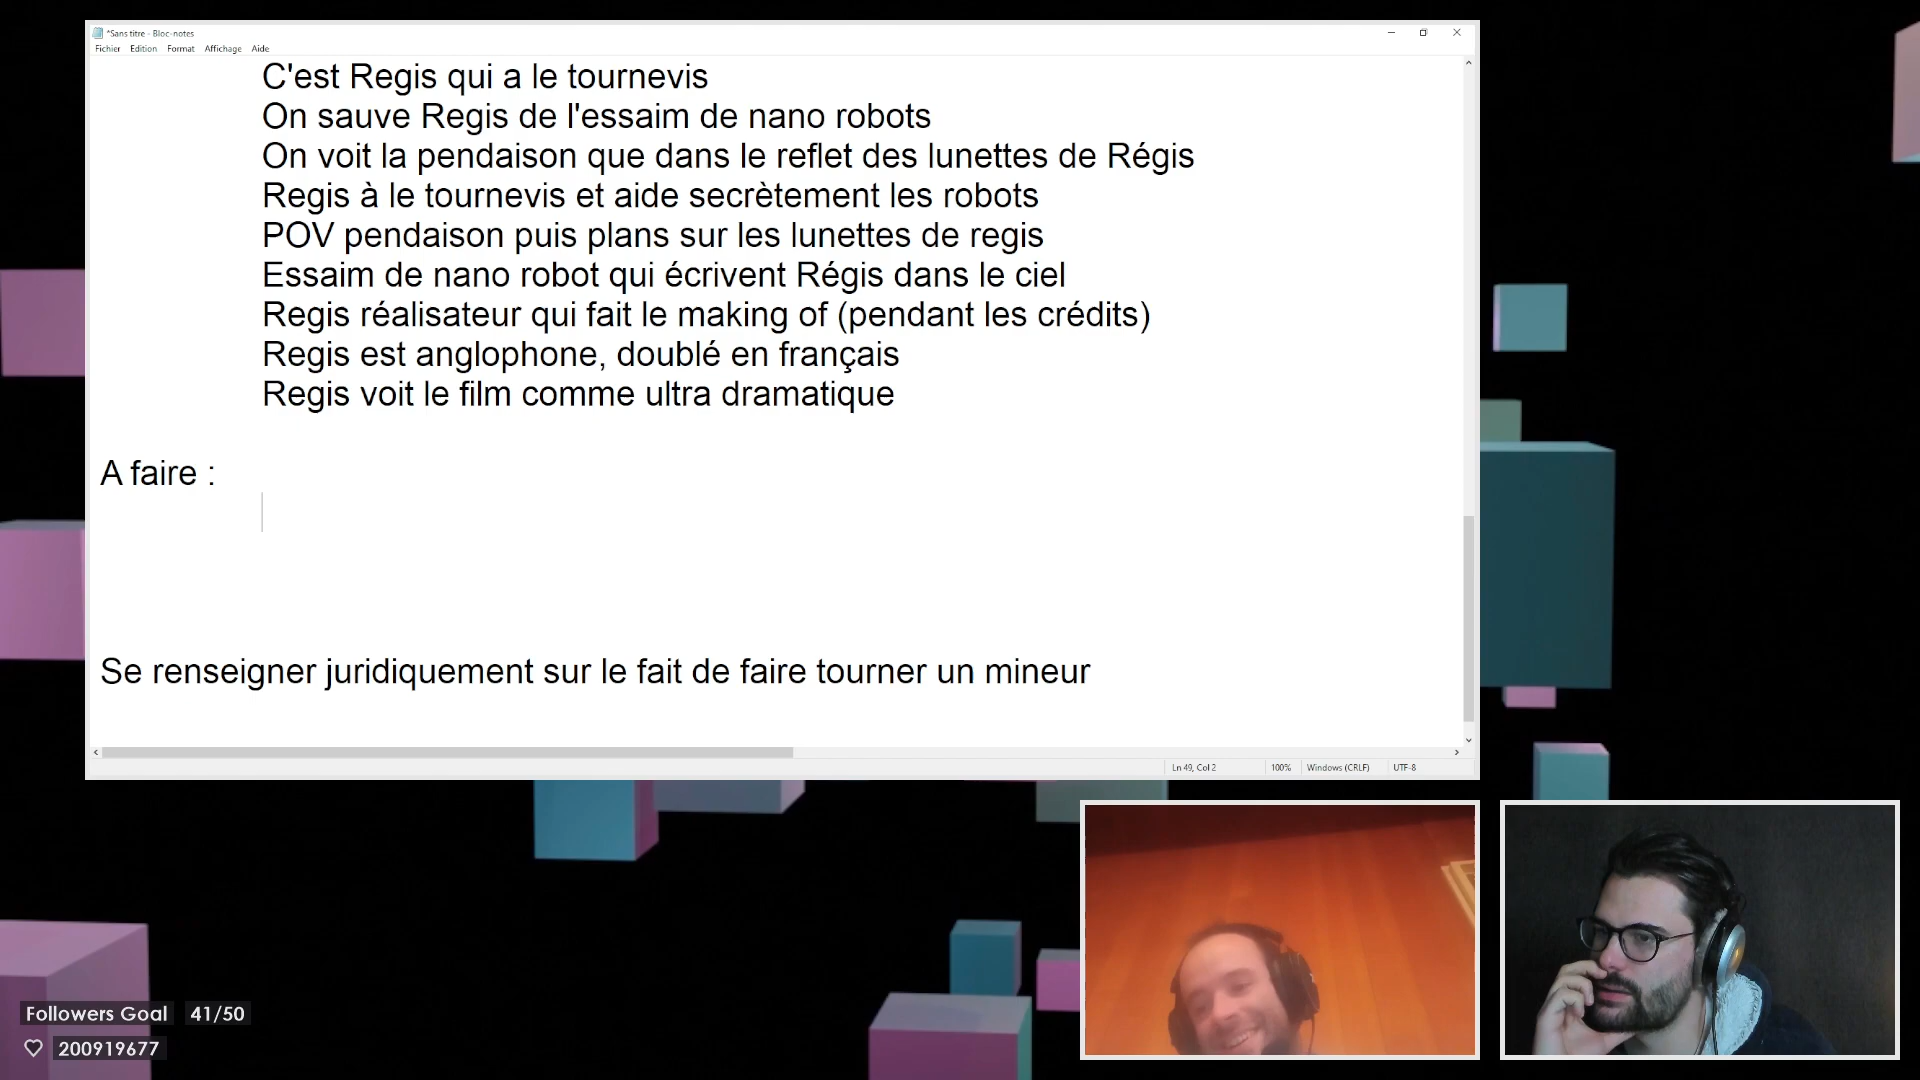 *Sans titre - Bloc-notes
Fichier Edition Format Affichage Aide
C'est Regis qui a le tournevis
On sauve Regis de l'essaim de nano robots
On voit la pendaison que dans le reflet des lunettes de Régis
Regis à le tournevis et aide secrètement les robots
POV pendaison puis plans sur les lunettes de regis
Essaim de nano robot qui écrivent Régis dans le ciel
Regis réalisateur qui fait le making of (pendant les crédits)
Regis est anglophone, doublé en français
Regis voit le film comme ultra dramatique
A faire :
Se renseigner juridiquement sur le fait de faire tourner un mineur
Ln 49, Col 2 100% Windows (CRLF) UTF-8
Followers Goal 41/50
200919677